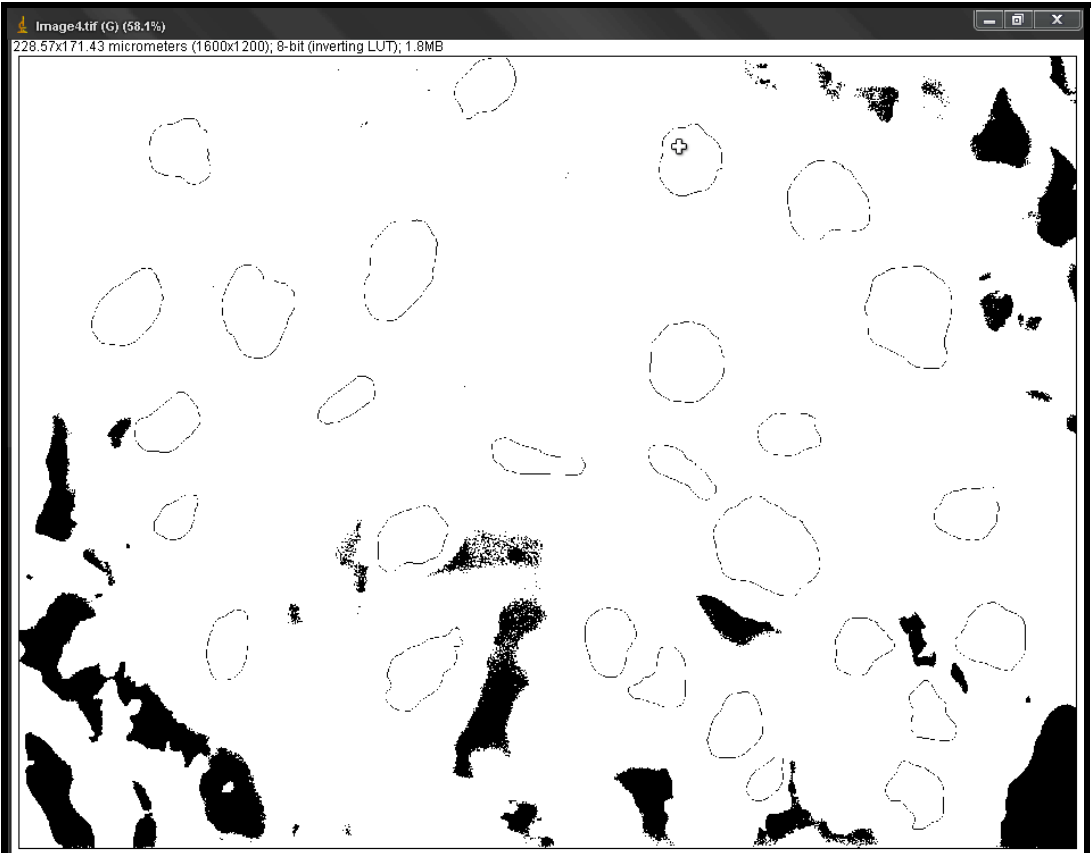 Image4.tif (G) (58.1%)
228.57x171.43 micrometers (1600x1200); 8-bit (inverting LUT); 1.8MB